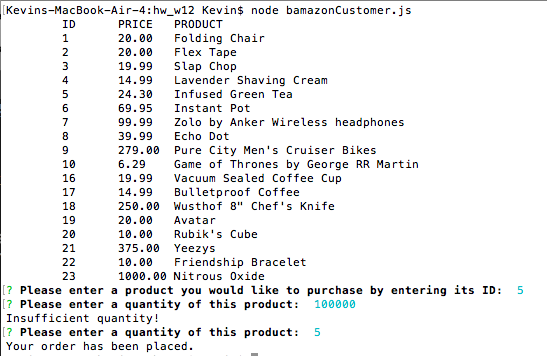 [Kevins-MacBook-Air-4:hw_w12 Kevin$ node bamazonCustomer.js
ID PRICE PRODUCT
1 20.00 Folding Chair
2 20.00 Flex Tape
3 19.99 Slap Chop
4 14.99 Lavender Shaving Cream
5 24.30 Infused Green Tea
6 69.95 Instant Pot
7 99.99 Zolo by Anker Wireless headphones
8 39.99 Echo Dot
9 279.00 Pure City Men's Cruiser Bikes
10 6.29 Game of Thrones by George RR Martin
16 19.99 Vacuum Sealed Coffee Cup
17 14.99 Bulletproof Coffee
18 250.00 Wusthof 8" Chef's Knife
19 20.00 Avatar
20 10.00 Rubik's Cube
21 375.00 Yeezys
22 10.00 Friendship Bracelet
23 1000.00 Nitrous Oxide
[? Please enter a product you would like to purchase by entering its ID: 5
[? Please enter a quantity of this product: 100000
Insufficient quantity!
[? Please enter a quantity of this product: 5
Your order has been placed.